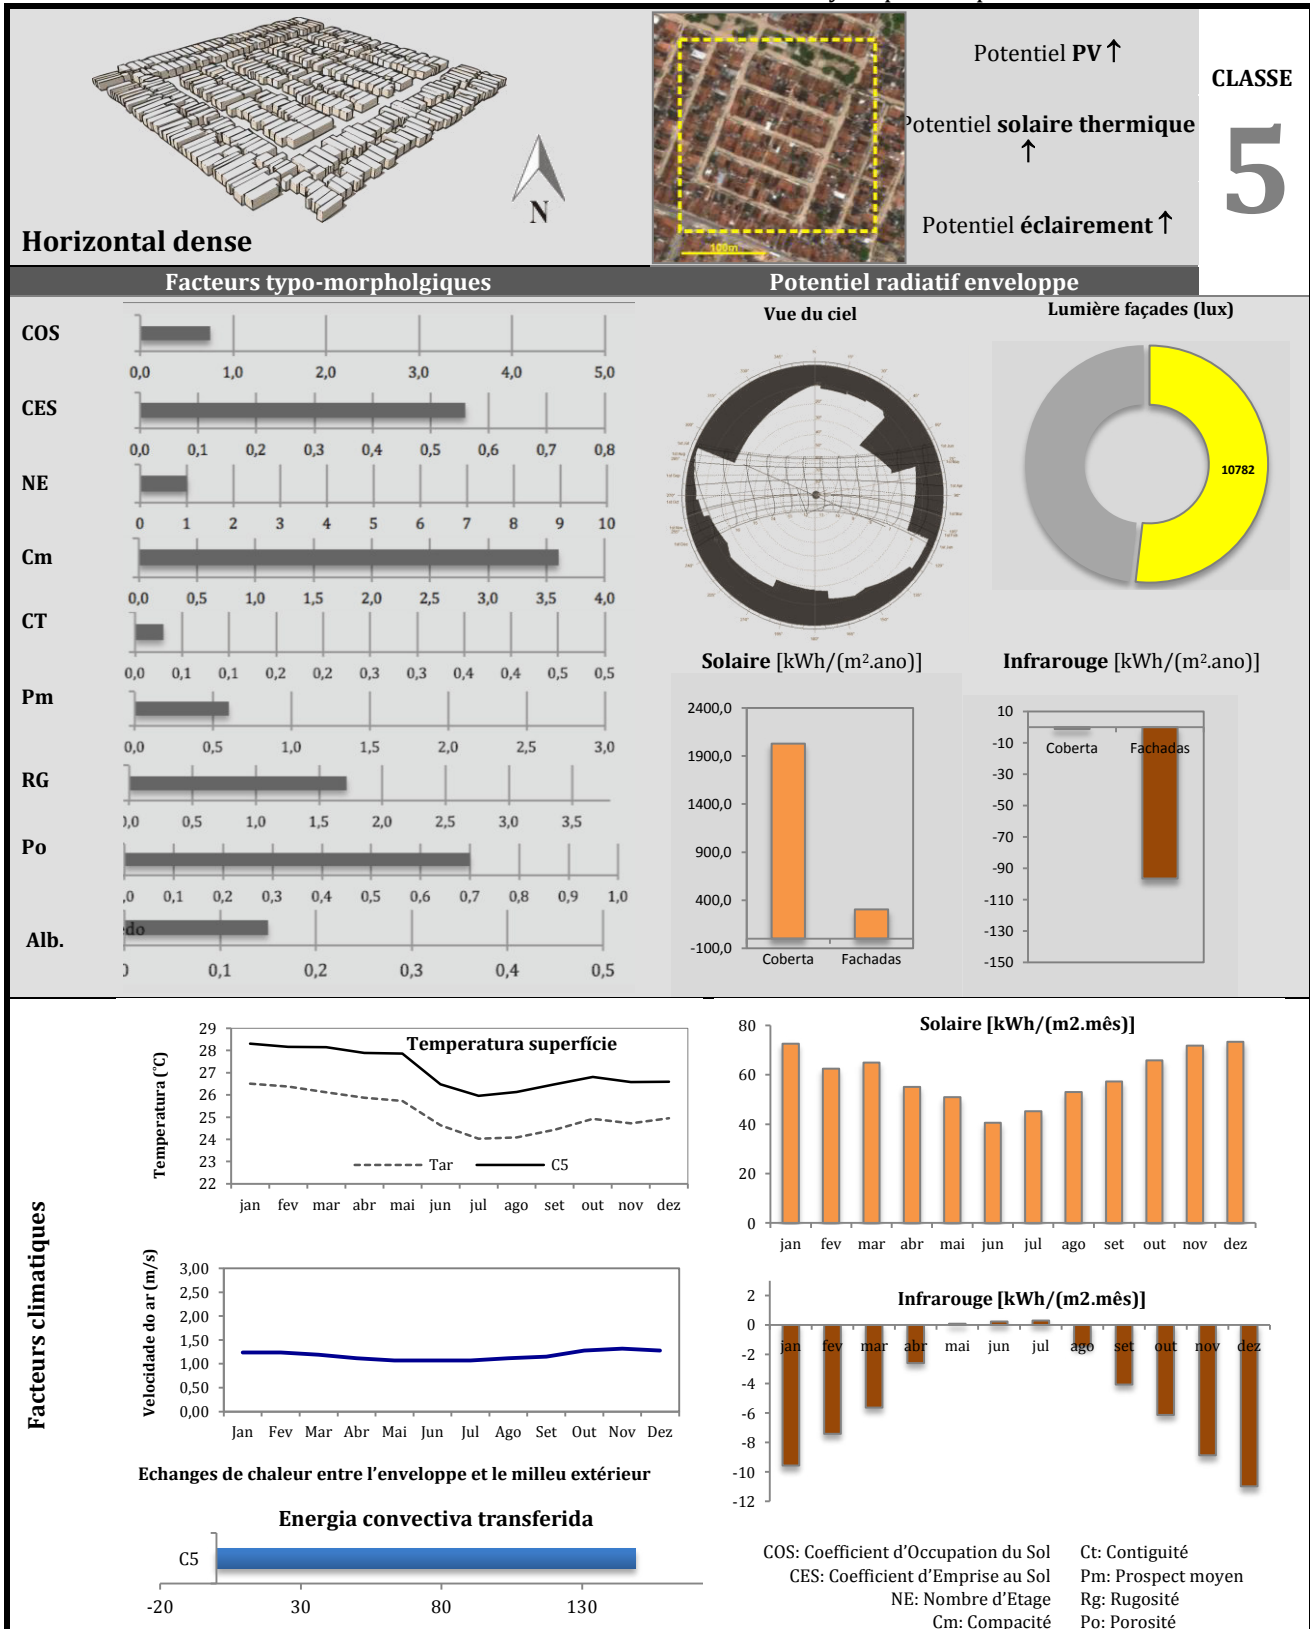 Potentiel PV ↑
Potentiel solaire thermique
↑
Potentiel éclairement ↑
CLASSE
5
N
100m
Horizontal dense
Facteurs typo-morpholgiques
Potentiel radiatif enveloppe
COS
0,0 1,0 2,0 3,0 4,0 5,0
CES
0,0 0,1 0,2 0,3 0,4 0,5 0,6 0,7 0,8
NE
0 1 2 3 4 5 6 7 8 9 10
Cm
0,0 0,5 1,0 1,5 2,0 2,5 3,0 3,5 4,0
CT
0,0 0,1 0,1 0,2 0,2 0,3 0,3 0,4 0,4 0,5 0,5
Pm
0,0 0,5 1,0 1,5 2,0 2,5 3,0
RG
0,0 0,5 1,0 1,5 2,0 2,5 3,0 3,5
Po
,0 0,1 0,2 0,3 0,4 0,5 0,6 0,7 0,8 0,9 1,0
Alb.
edo
0 0,1 0,2 0,3 0,4 0,5
Vue du ciel
Lumière façades (lux)
10782
Solaire [kWh/(m².ano)]
2400,0
1900,0
1400,0
900,0
400,0
-100,0
Coberta Fachadas
Infrarouge [kWh/(m².ano)]
10
-10
-30
-50
-70
-90
-110
-130
-150
Coberta Fachadas
Facteurs climatiques
Temperatura superfície
Temperatura (°C)
29
28
27
26
25
24
23
22
Tar C5
jan fev mar abr mai jun jul ago set out nov dez
Solaire [kWh/(m2.mês)]
80
60
40
20
0
jan fev mar abr mai jun jul ago set out nov dez
Velocidade do ar (m/s)
3,00
2,50
2,00
1,50
1,00
0,50
0,00
Jan Fev Mar Abr Mai Jun Jul Ago Set Out Nov Dez
Infrarouge [kWh/(m2.mês)]
2
0
-2
-4
-6
-8
-10
-12
jan fev mar abr mai jun jul ago set out nov dez
Echanges de chaleur entre l'enveloppe et le milleu extérieur
Energia convectiva transferida
C5
-20 30 80 130
COS: Coefficient d'Occupation du Sol Ct: Contiguité
CES: Coefficient d'Emprise au Sol Pm: Prospect moyen
NE: Nombre d'Etage Rg: Rugosité
Cm: Compacité Po: Porosité